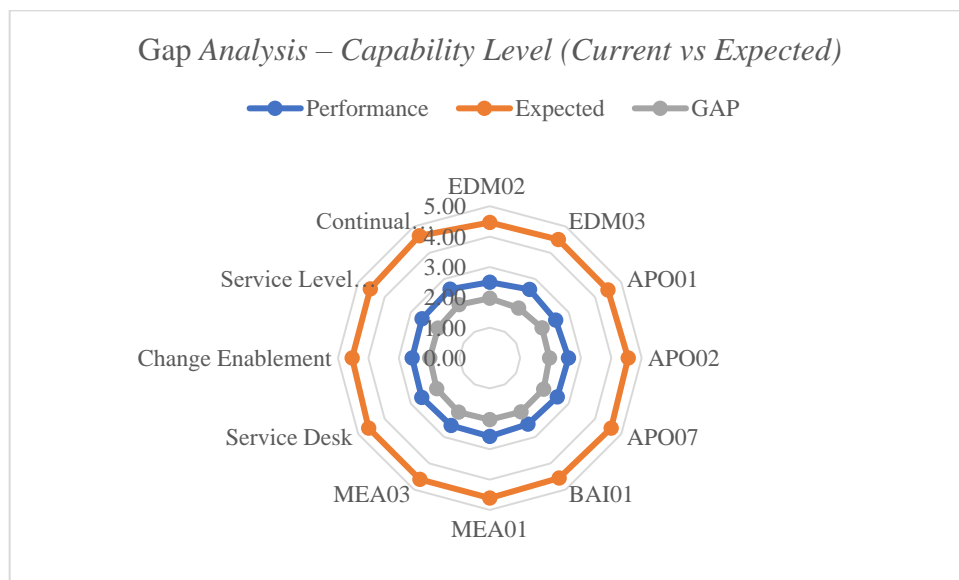 Gap Analysis – Capability Level (Current vs Expected)
Performance Expected GAP
EDM02
EDM03
APO01
APO02
APO07
BAI01
MEA01
MEA03
Service Desk
Change Enablement
Service Level…
Continual…
5.00
4.00
3.00
2.00
1.00
0.00